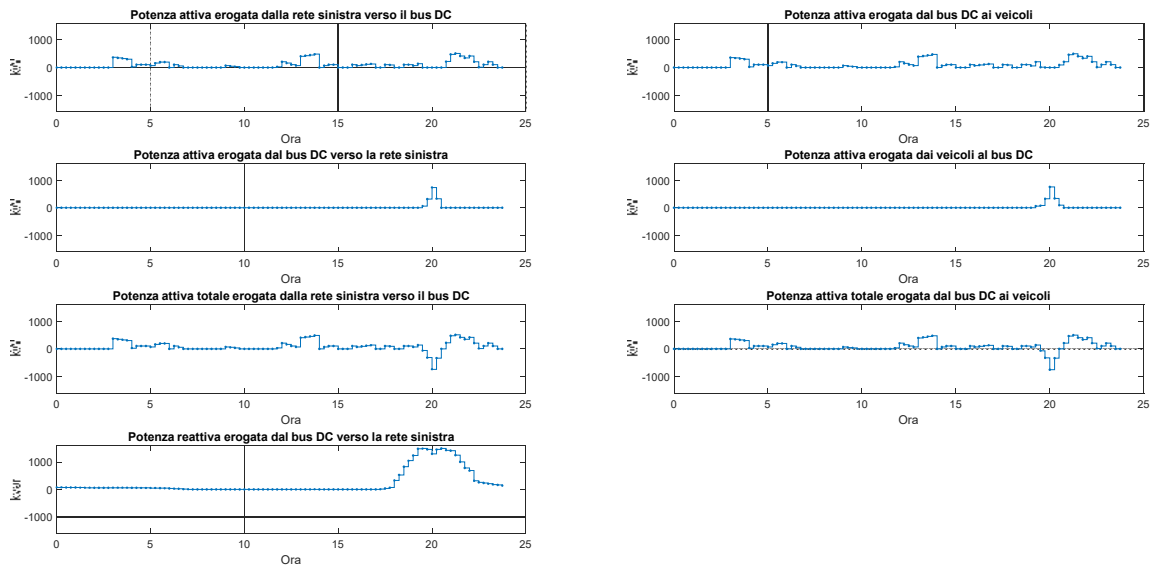 Potenza attiva erogata dalla rete sinistra verso il bus DC
1000
0
-1000
kW
0 5 10 15 20 25
Ora
Potenza attiva erogata dal bus DC ai veicoli
1000
0
-1000
kW
0 5 10 15 20 25
Ora
Potenza attiva erogata dal bus DC verso la rete sinistra
1000
0
-1000
kW
0 5 10 15 20 25
Ora
Potenza attiva erogata dai veicoli al bus DC
1000
0
-1000
kW
0 5 10 15 20 25
Ora
Potenza attiva totale erogata dalla rete sinistra verso il bus DC
1000
0
-1000
kW
0 5 10 15 20 25
Ora
Potenza attiva totale erogata dal bus DC ai veicoli
1000
0
-1000
kW
0 5 10 15 20 25
Ora
Potenza reattiva erogata dal bus DC verso la rete sinistra
1000
0
-1000
kvar
0 5 10 15 20 25
Ora